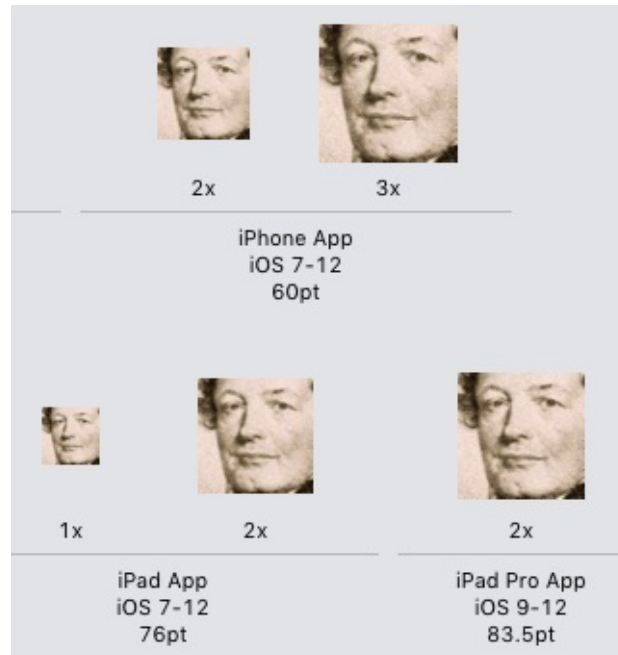 2x 3x
iPhone App
iOS 7-12
60pt
1x 2x 2x
iPad App iPad Pro App
iOS 7-12 iOS 9-12
76pt 83.5pt